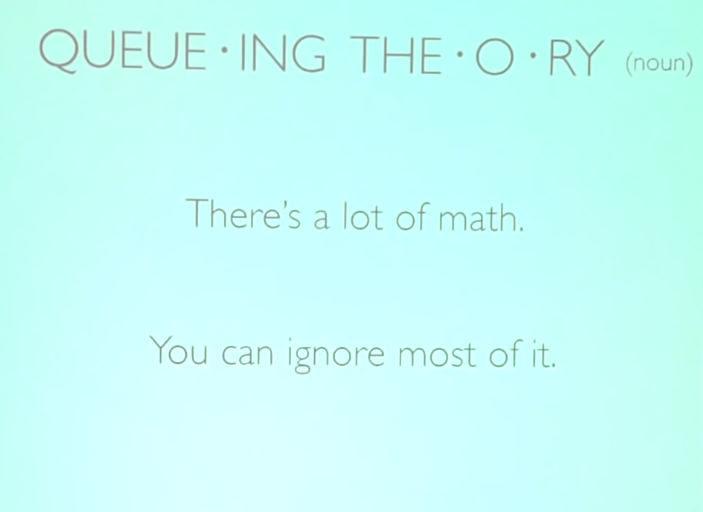 QUEUE·ING THE·O·RY (noun)
There's a lot of math.
You can ignore most of it.